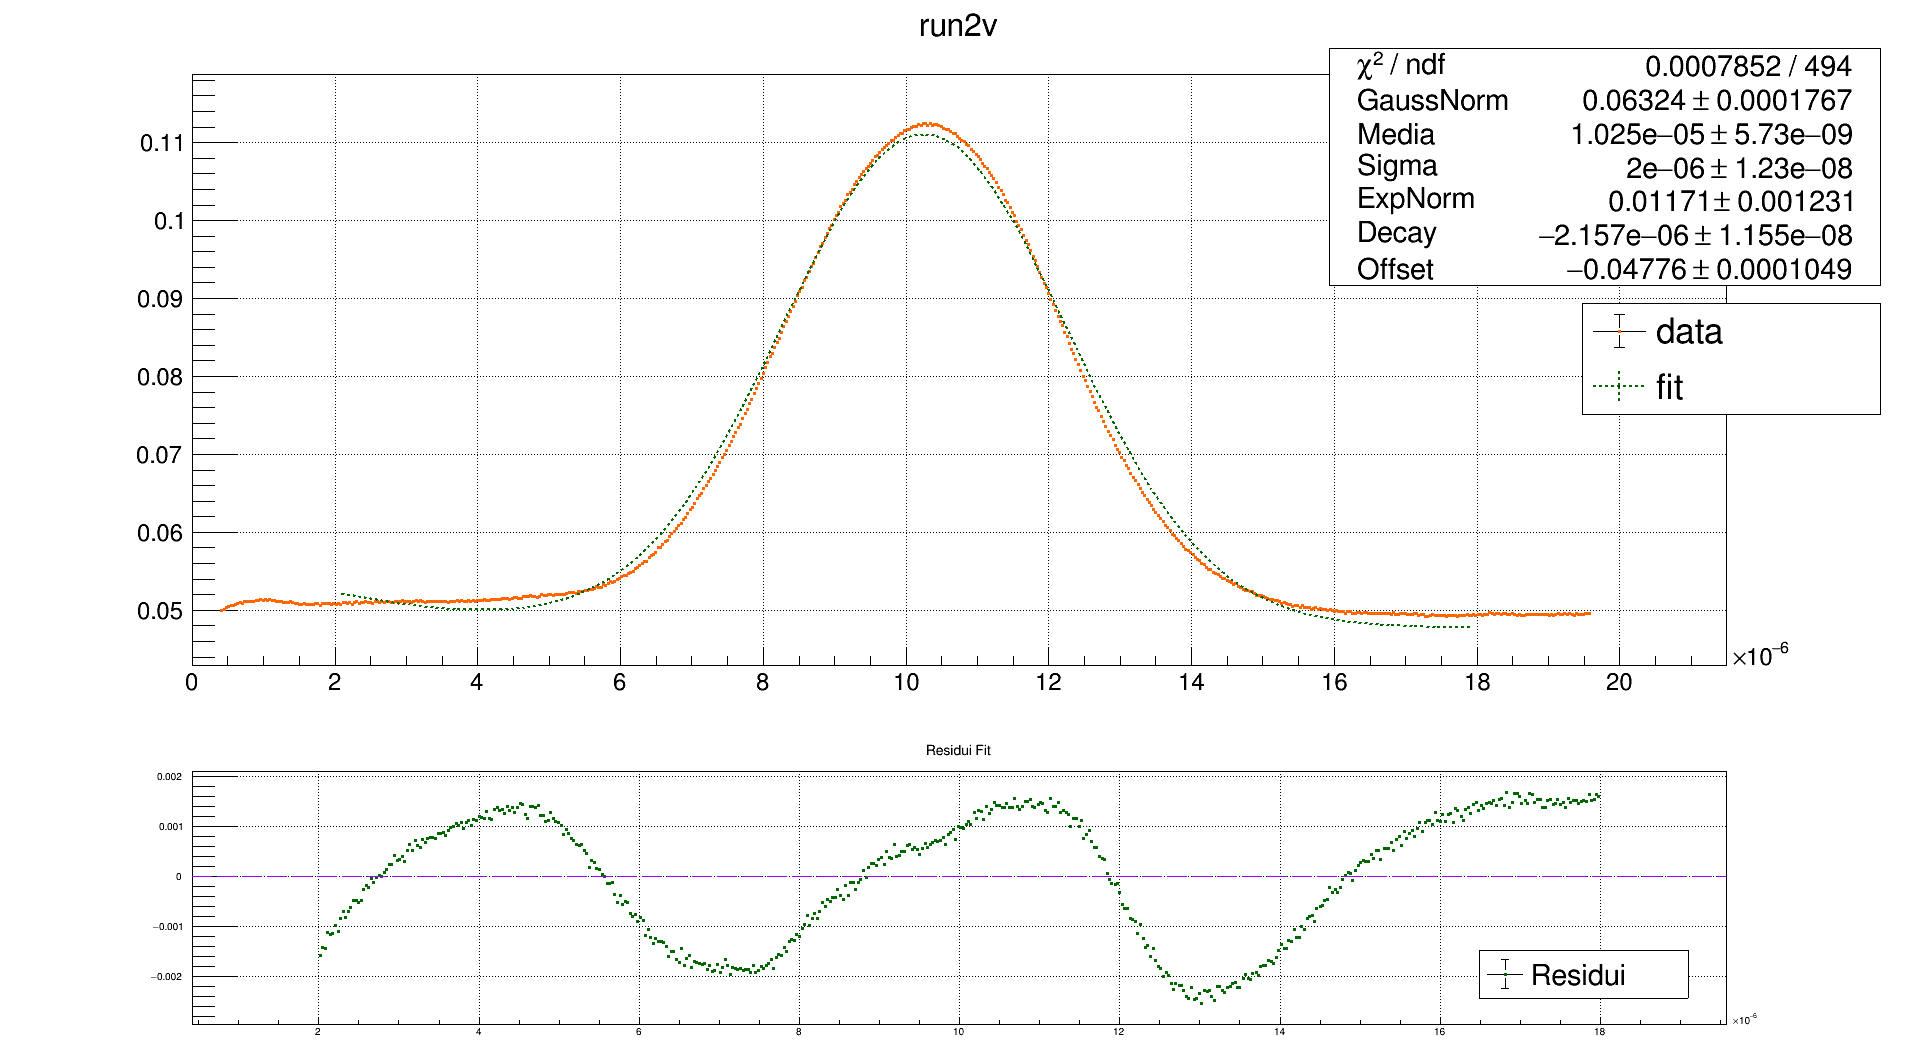 run2v
χ² / ndf 0.0007852 / 494
GaussNorm 0.06324 ± 0.0001767
Media 1.025e−05 ± 5.73e−09
Sigma 2e−06 ± 1.23e−08
ExpNorm 0.01171 ± 0.001231
Decay −2.157e−06 ± 1.155e−08
Offset −0.04776 ± 0.0001049
data
fit
0.11
0.1
0.09
0.08
0.07
0.06
0.05
0 2 4 6 8 10 12 14 16 18 20
×10⁻⁶
Residui Fit
0.002
0.001
0
−0.001
−0.002
Residui
2 4 6 8 10 12 14 16 18
×10⁻⁶